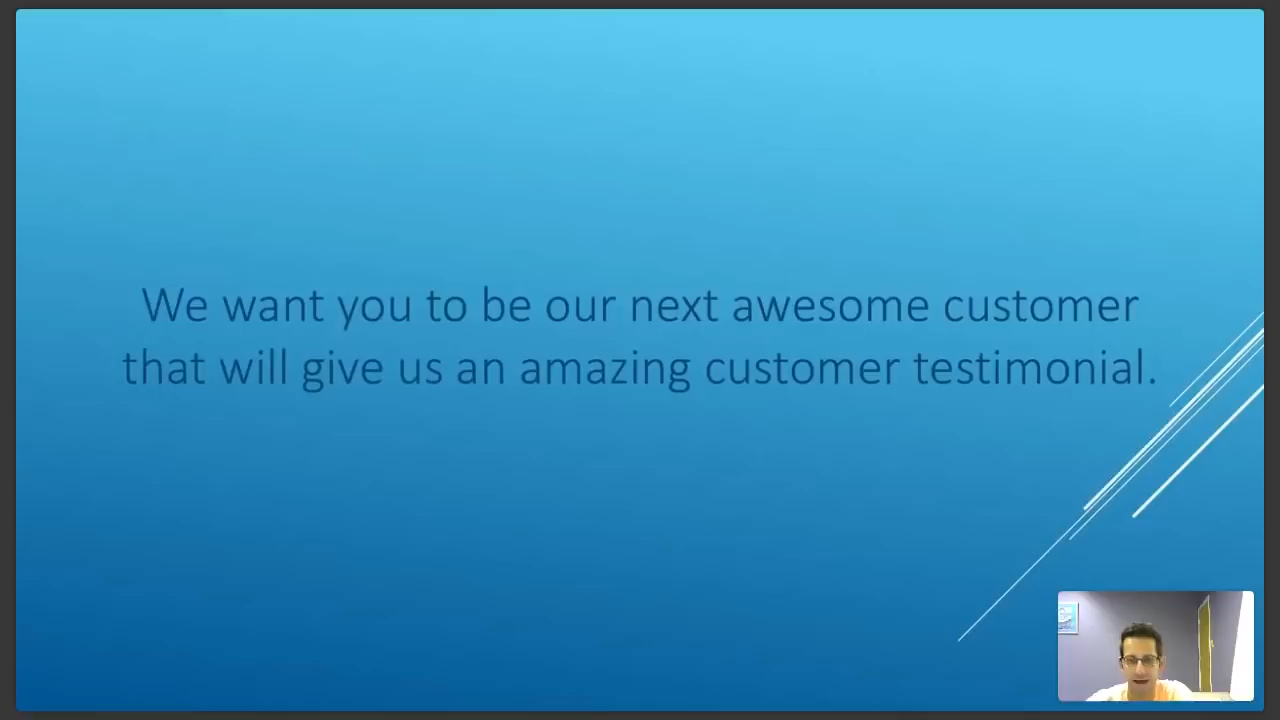 We want you to be our next awesome customer
that will give us an amazing customer testimonial.